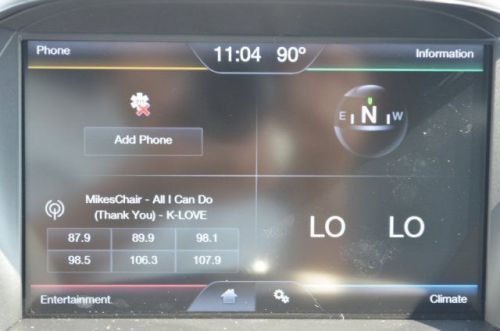 Phone
11:04 90°
Information
Add Phone
E N W
MikesChair - All I Can Do
(Thank You) - K-LOVE
87.9 89.9 98.1
98.5 106.3 107.9
LO LO
Entertainment
Climate